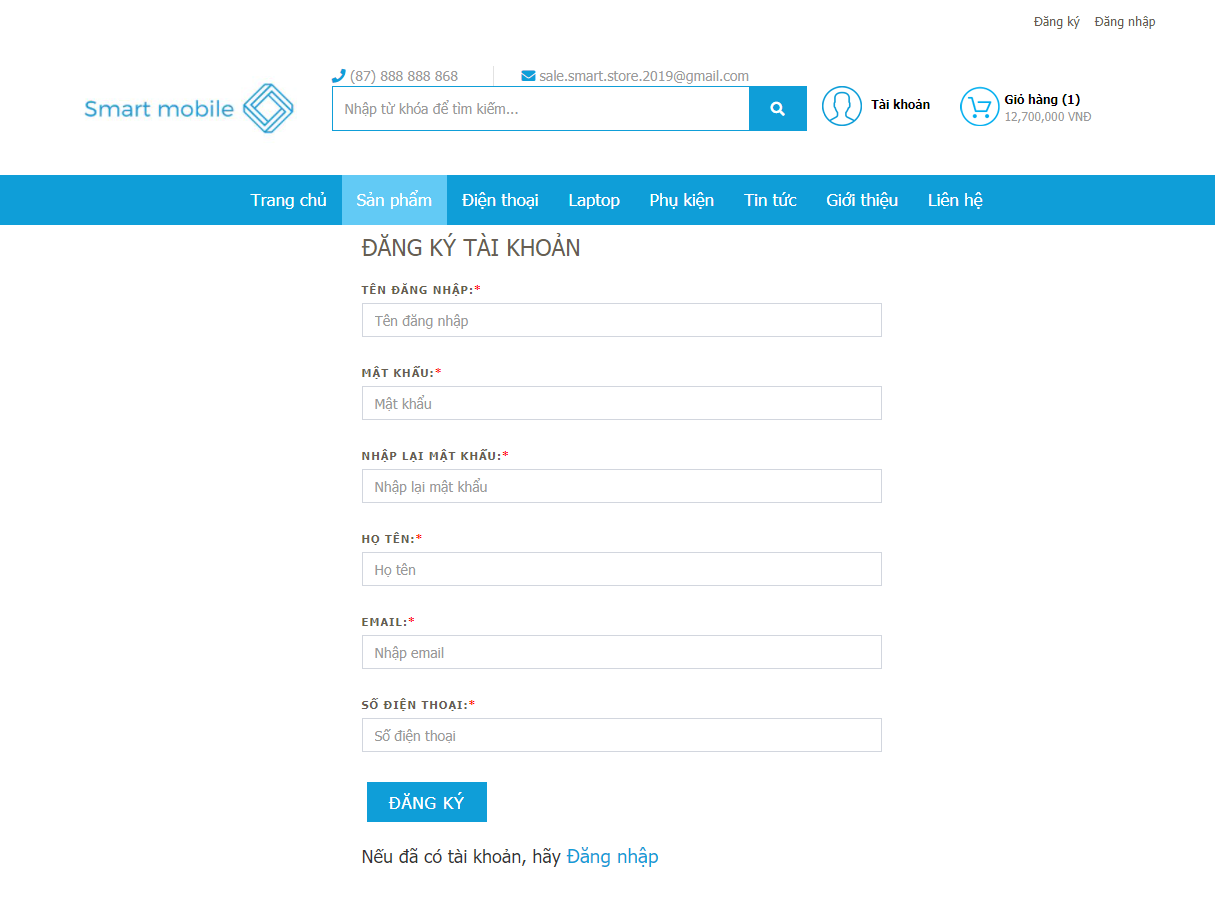 Đăng ký Đăng nhập
(87) 888 888 868 sale.smart.store.2019@gmail.com
Smart mobile
Nhập từ khóa để tìm kiếm...
Tài khoản
Giỏ hàng (1)
12,700,000 VNĐ
Trang chủ Sản phẩm Điện thoại Laptop Phụ kiện Tin tức Giới thiệu Liên hệ
ĐĂNG KÝ TÀI KHOẢN
TÊN ĐĂNG NHẬP:*
Tên đăng nhập
MẬT KHẨU:*
Mật khẩu
NHẬP LẠI MẬT KHẨU:*
Nhập lại mật khẩu
HỌ TÊN:*
Họ tên
EMAIL:*
Nhập email
SỐ ĐIỆN THOẠI:*
Số điện thoại
ĐĂNG KÝ
Nếu đã có tài khoản, hãy Đăng nhập